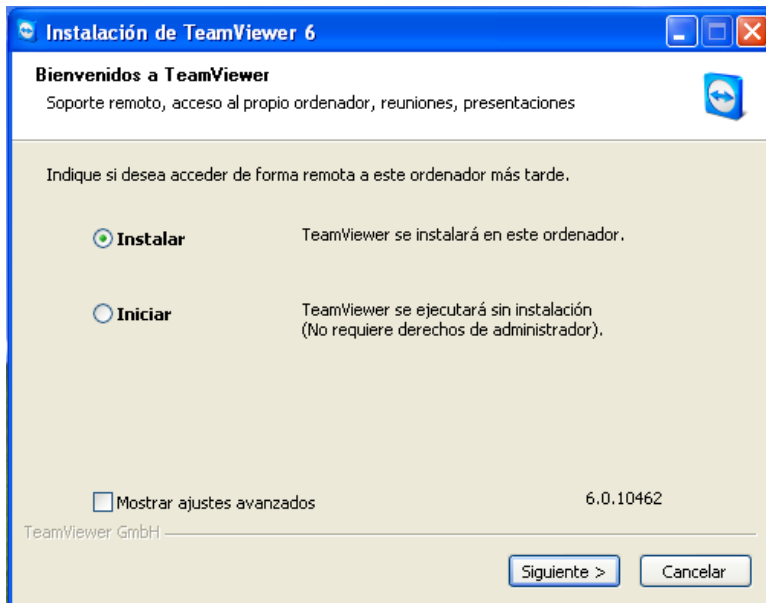 Instalación de TeamViewer 6
Bienvenidos a TeamViewer
Soporte remoto, acceso al propio ordenador, reuniones, presentaciones
Indique si desea acceder de forma remota a este ordenador más tarde.
Instalar
TeamViewer se instalará en este ordenador.
Iniciar
TeamViewer se ejecutará sin instalación
(No requiere derechos de administrador).
Mostrar ajustes avanzados
6.0.10462
TeamViewer GmbH
Siguiente >
Cancelar